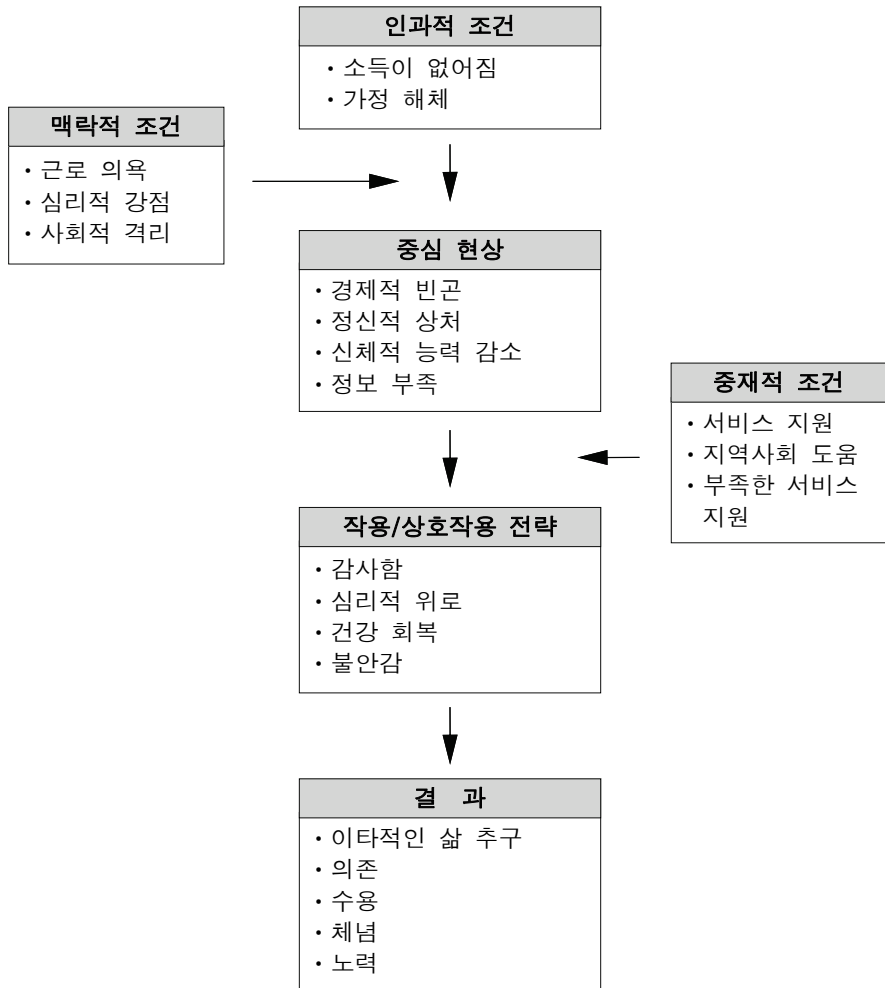 인과적 조건
・소득이 없어짐
・가정 해체
맥락적 조건
・근로 의욕
・심리적 강점
・사회적 격리
중심 현상
・경제적 빈곤
・정신적 상처
・신체적 능력 감소
・정보 부족
중재적 조건
・서비스 지원
・지역사회 도움
・부족한 서비스
지원
작용/상호작용 전략
・감사함
・심리적 위로
・건강 회복
・불안감
결 과
・이타적인 삶 추구
・의존
・수용
・체념
・노력